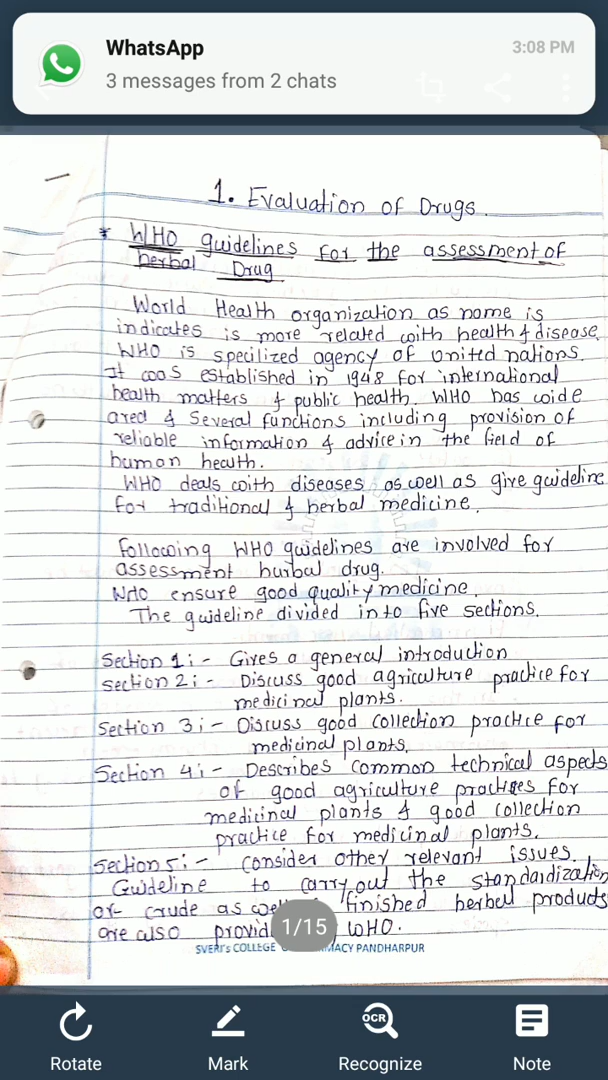 WhatsApp
3:08 PM
3 messages from 2 chats
1. Evaluation of Drugs.
* WHO guidelines for the assessment of
herbal Drug
World Health organization as name is
indicates is more related with health & disease.
WHO is specilized agency of united nations.
It was established in 1948 for international
health matters & public health. WHO has wide
area & Several functions including provision of
reliable information & advice in the field of
human health.
WHO deals with diseases as well as give guideline
for traditional & herbal medicine.
Following WHO guidelines are involved for
assessment hurbal drug.
WHO ensure good quality medicine.
The guideline divided into five sections.
Section 1:- Gives a general introduction
section 2:- Discuss good agriculture practice for
medicinal plants.
Section 3:- Discuss good collection practice for
medicinal plants.
Section 4:- Describes common technical aspects
of good agriculture practises for
medicinal plants & good collection
practice for medicinal plants.
Section 5:- consider other relevant issues.
Guideline to carry out the standardization
of crude as well finished herbal products
are also WHO.
1/15
SVERI's COLLEGE PANDHARPUR
Rotate
Mark
OCR
Recognize
Note